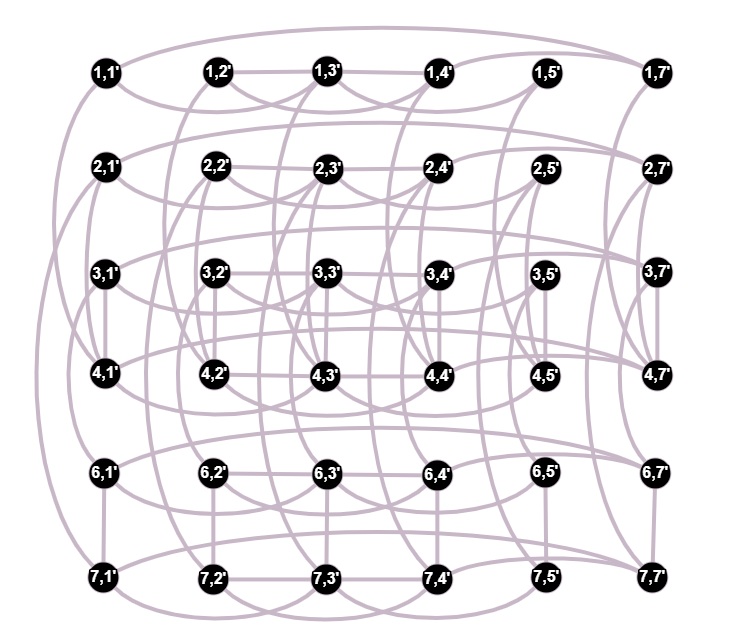 1,1' 1,2' 1,3' 1,4' 1,5' 1,7'
2,1' 2,2' 2,3' 2,4' 2,5' 2,7'
3,1' 3,2' 3,3' 3,4' 3,5' 3,7'
4,1' 4,2' 4,3' 4,4' 4,5' 4,7'
6,1' 6,2' 6,3' 6,4' 6,5' 6,7'
7,1' 7,2' 7,3' 7,4' 7,5' 7,7'